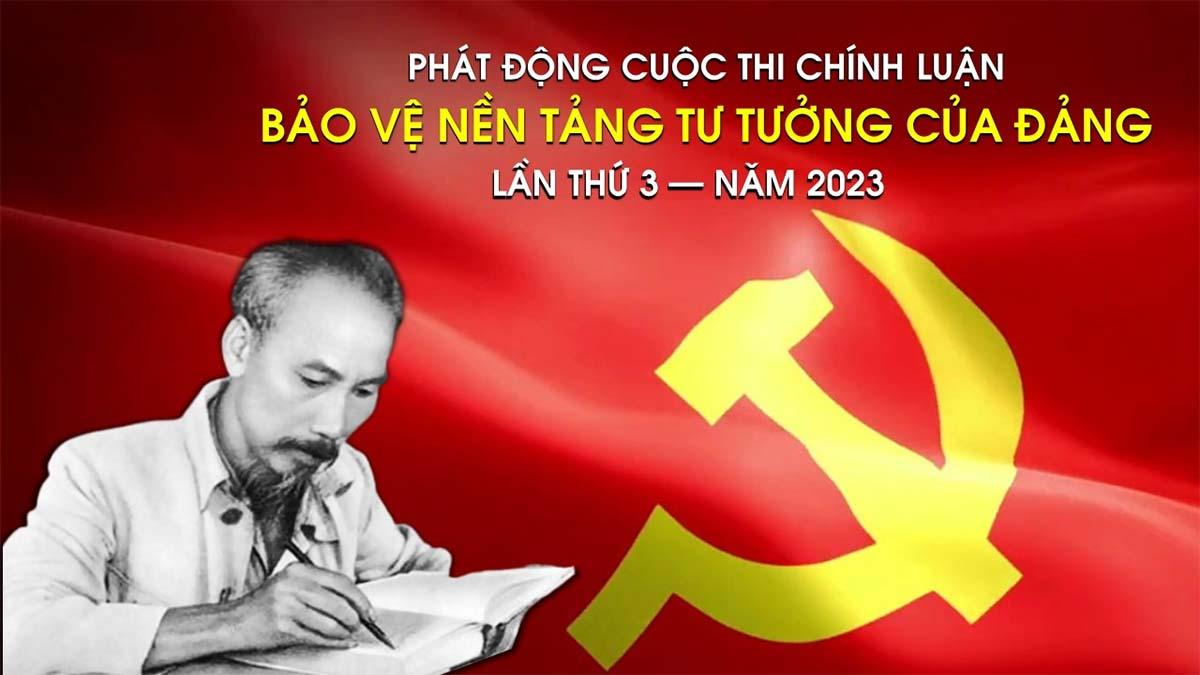 PHÁT ĐỘNG CUỘC THI CHÍNH LUẬN
BẢO VỆ NỀN TẢNG TƯ TƯỞNG CỦA ĐẢNG
LẦN THỨ 3 — NĂM 2023